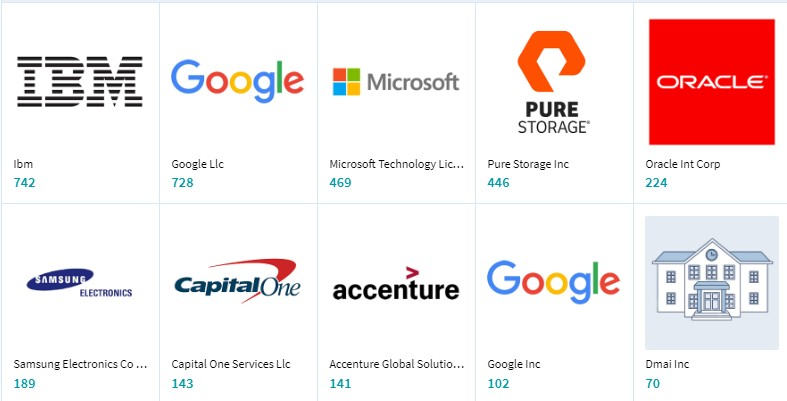 IBM
Google
Microsoft
PURE
STORAGE®
ORACLE®
Ibm
Google Llc
Microsoft Technology Lic...
Pure Storage Inc
Oracle Int Corp
742
728
469
446
224
SAMSUNG
ELECTRONICS
CapitalOne
accenture
Google
Samsung Electronics Co ...
Capital One Services Llc
Accenture Global Solutio...
Google Inc
Dmai Inc
189
143
141
102
70